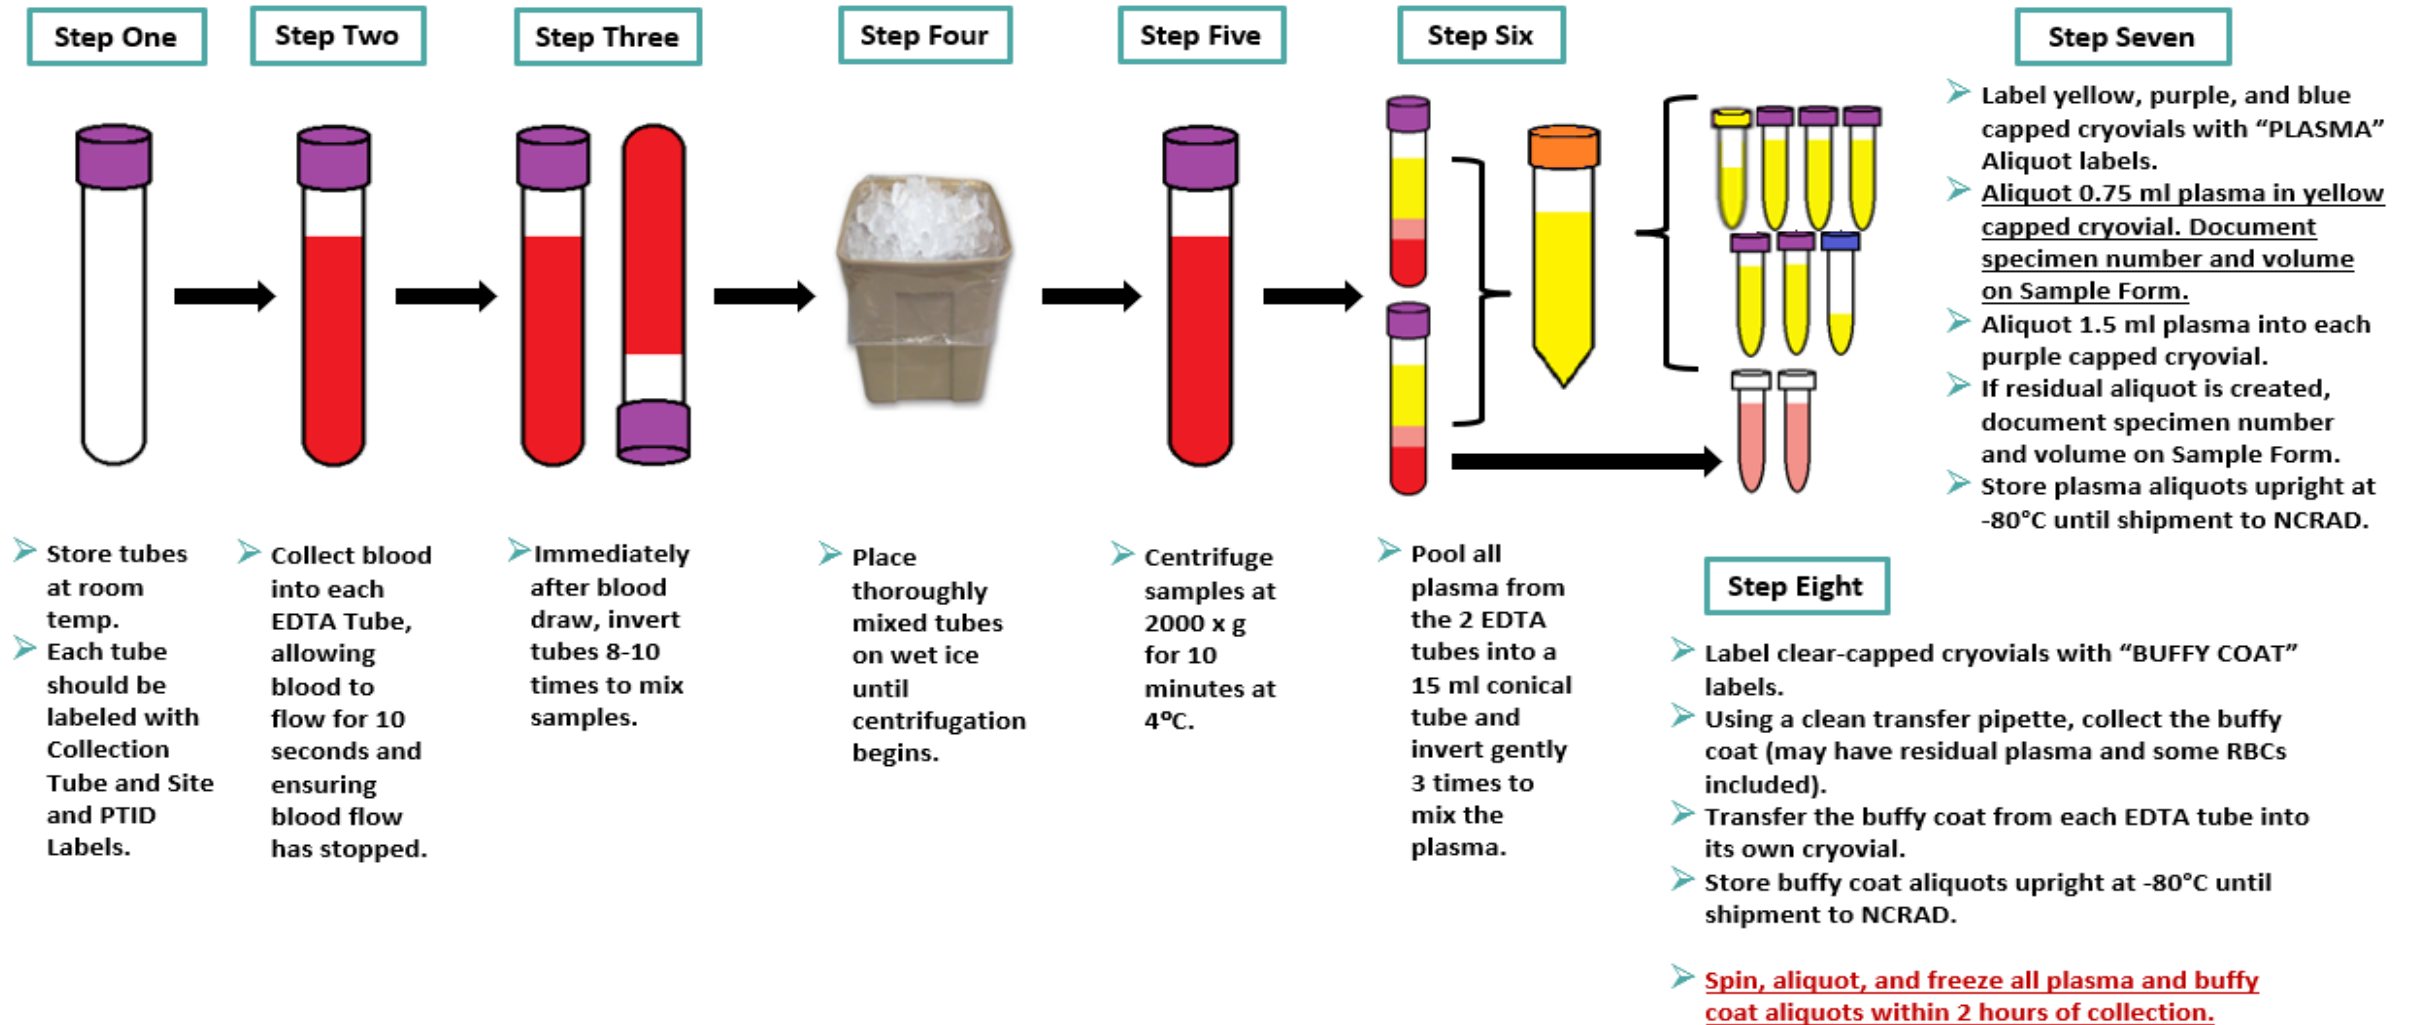 Step One
Store tubes
at room
temp.
Each tube
should be
labeled with
Collection
Tube and Site
and PTID
Labels.
Step Two
Collect blood
into each
EDTA Tube,
allowing
blood to
flow for 10
seconds and
ensuring
blood flow
has stopped.
Step Three
Immediately
after blood
draw, invert
tubes 8-10
times to mix
samples.
Step Four
Place
thoroughly
mixed tubes
on wet ice
until
centrifugation
begins.
Step Five
Centrifuge
samples at
2000 x g
for 10
minutes at
4°C.
Step Six
Pool all
plasma from
the 2 EDTA
tubes into a
15 ml conical
tube and
invert gently
3 times to
mix the
plasma.
Step Seven
Label yellow, purple, and blue
capped cryovials with “PLASMA”
Aliquot labels.
Aliquot 0.75 ml plasma in yellow
capped cryovial. Document
specimen number and volume
on Sample Form.
Aliquot 1.5 ml plasma into each
purple capped cryovial.
If residual aliquot is created,
document specimen number
and volume on Sample Form.
Store plasma aliquots upright at
-80°C until shipment to NCRAD.
Step Eight
Label clear-capped cryovials with “BUFFY COAT”
labels.
Using a clean transfer pipette, collect the buffy
coat (may have residual plasma and some RBCs
included).
Transfer the buffy coat from each EDTA tube into
its own cryovial.
Store buffy coat aliquots upright at -80°C until
shipment to NCRAD.
Spin, aliquot, and freeze all plasma and buffy
coat aliquots within 2 hours of collection.